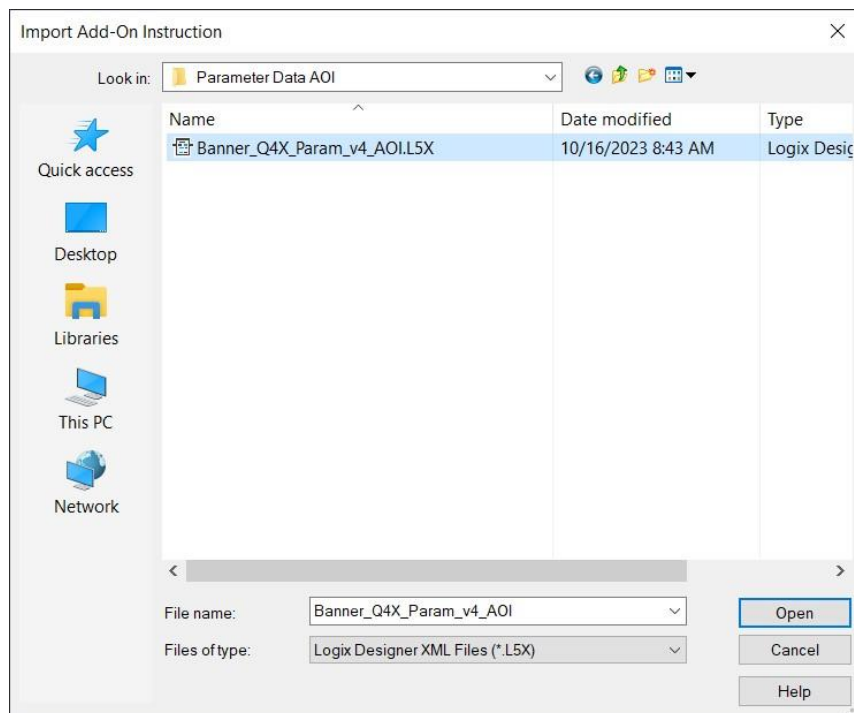 Import Add-On Instruction
Look in: Parameter Data AOI
Name Date modified Type
Banner_Q4X_Param_v4_AOI.L5X 10/16/2023 8:43 AM Logix Desig
Quick access
Desktop
Libraries
This PC
Network
File name: Banner_Q4X_Param_v4_AOI Open
Files of type: Logix Designer XML Files (*.L5X) Cancel
Help